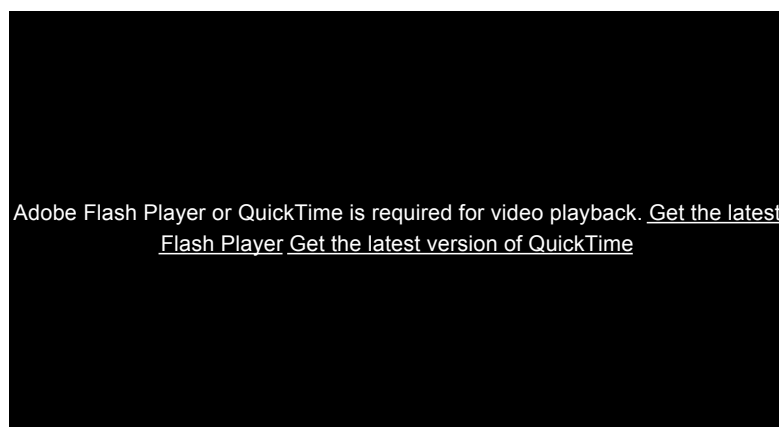 Adobe Flash Player or QuickTime is required for video playback. Get the latest
Flash Player Get the latest version of QuickTime